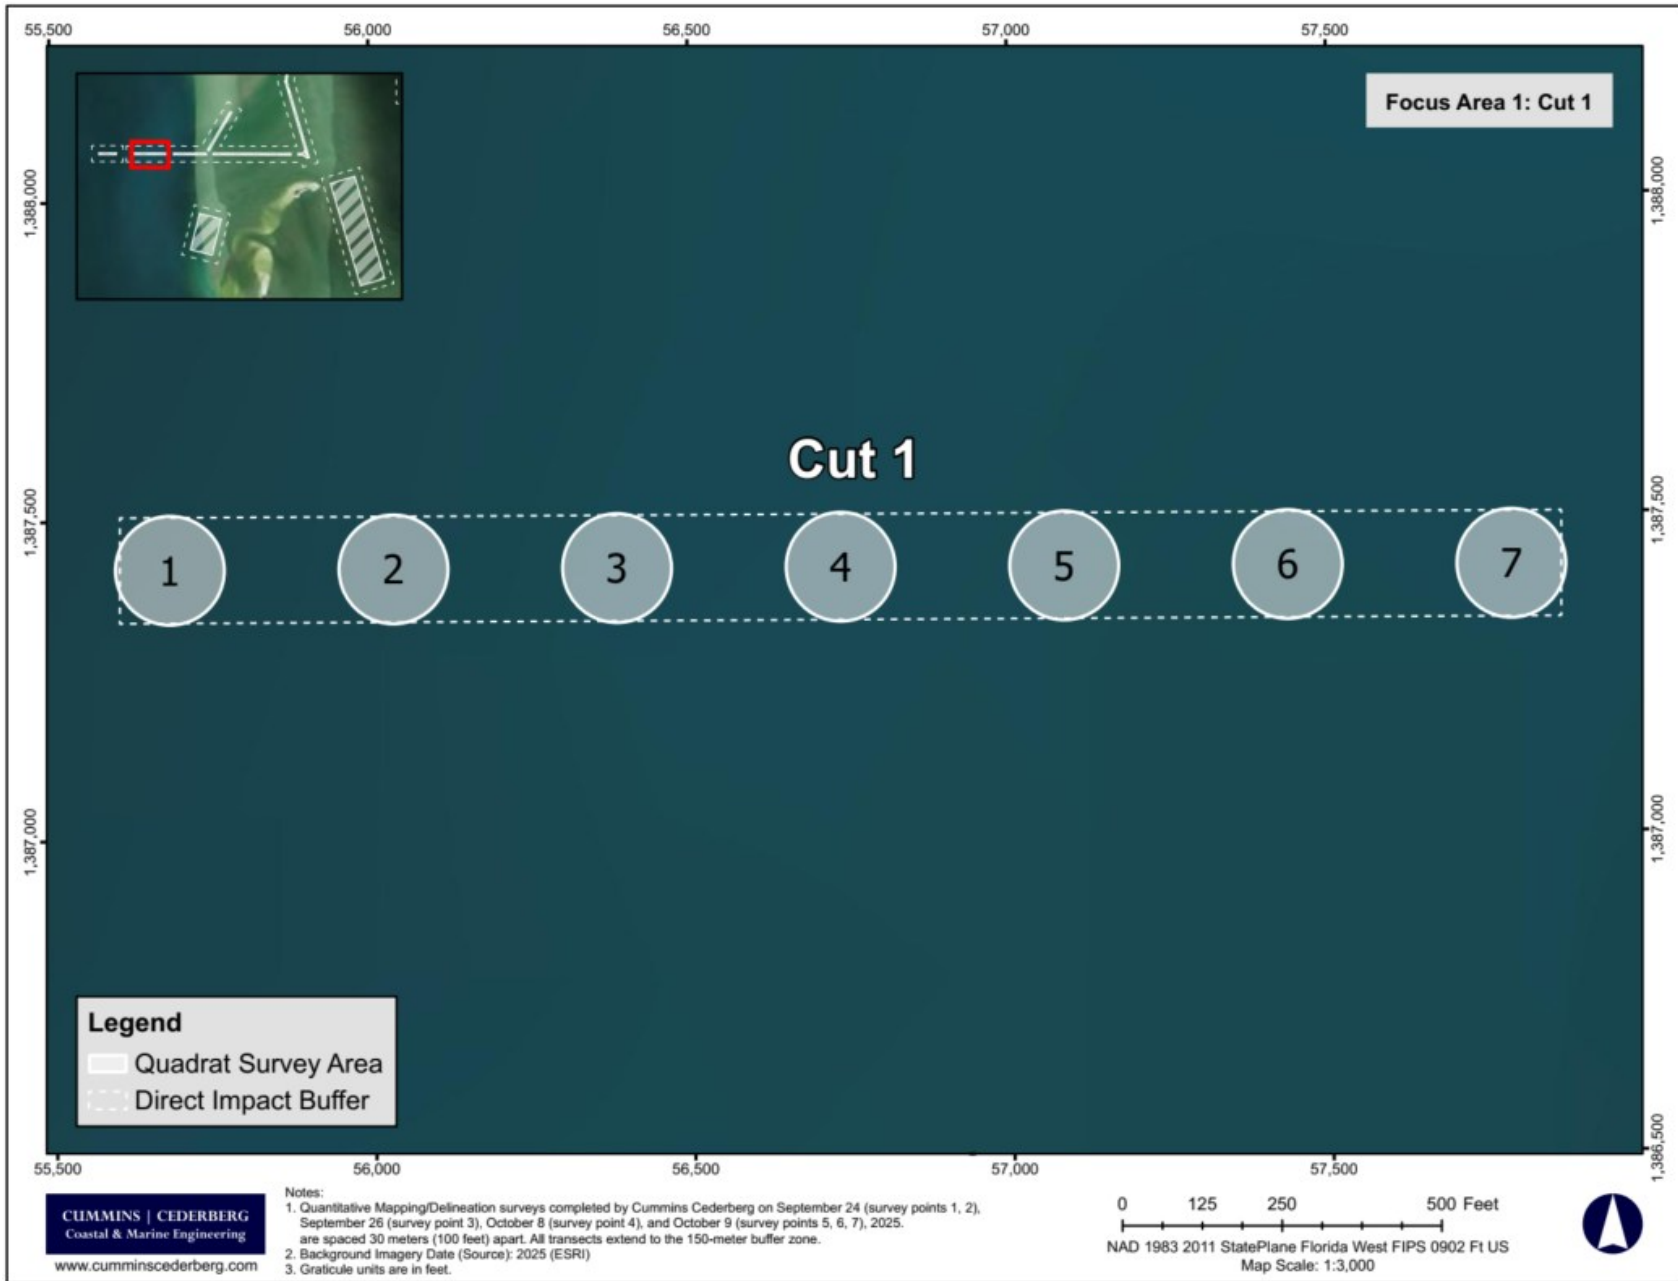 55,500
56,000
56,500
57,000
57,500
Focus Area 1: Cut 1
1,388,000
1,388,000
Cut 1
1,387,500
1,387,500
1
2
3
4
5
6
7
1,387,000
1,387,000
Legend
Quadrat Survey Area
Direct Impact Buffer
1,386,500
55,500
56,000
56,500
57,000
57,500
CUMMINS | CEDERBERG
Coastal & Marine Engineering
www.cumminscederberg.com
Notes:
1. Quantitative Mapping/Delineation surveys completed by Cummins Cederberg on September 24 (survey points 1, 2),
September 26 (survey point 3), October 8 (survey point 4), and October 9 (survey points 5, 6, 7), 2025.
are spaced 30 meters (100 feet) apart. All transects extend to the 150-meter buffer zone.
2. Background Imagery Date (Source): 2025 (ESRI)
3. Graticule units are in feet.
0 125 250 500 Feet
NAD 1983 2011 StatePlane Florida West FIPS 0902 Ft US
Map Scale: 1:3,000